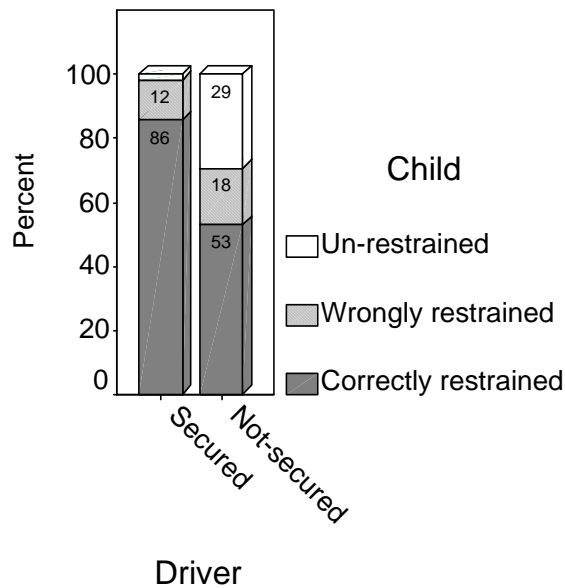 Percent
100
80
60
40
20
0
12
86
29
18
53
Secured
Not-secured
Driver
Child
Un-restrained
Wrongly restrained
Correctly restrained